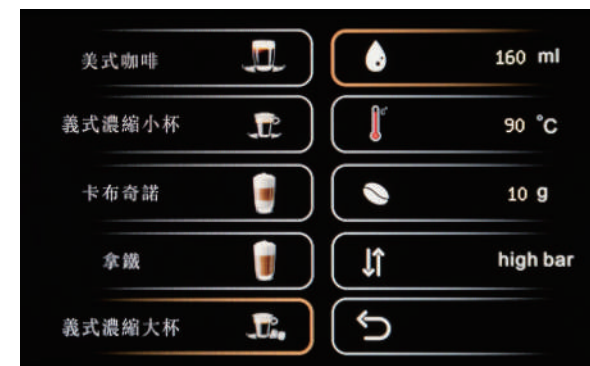 美式咖啡
160 ml
義式濃縮小杯
90 °C
卡布奇諾
10 g
拿鐵
high bar
義式濃縮大杯